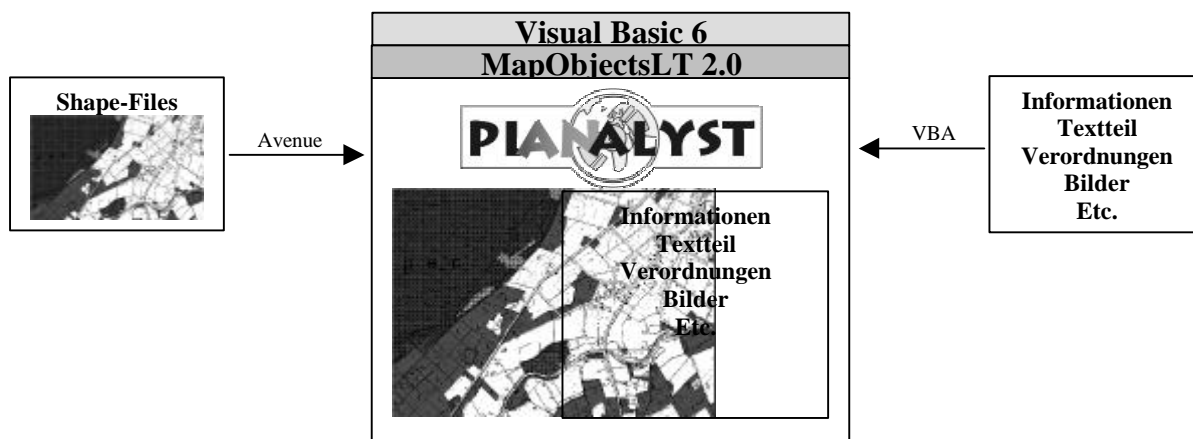 Visual Basic 6
MapObjectsLT 2.0
Shape-Files
Avenue
PLANALYST
VBA
Informationen
Textteil
Verordnungen
Bilder
Etc.
Informationen
Textteil
Verordnungen
Bilder
Etc.